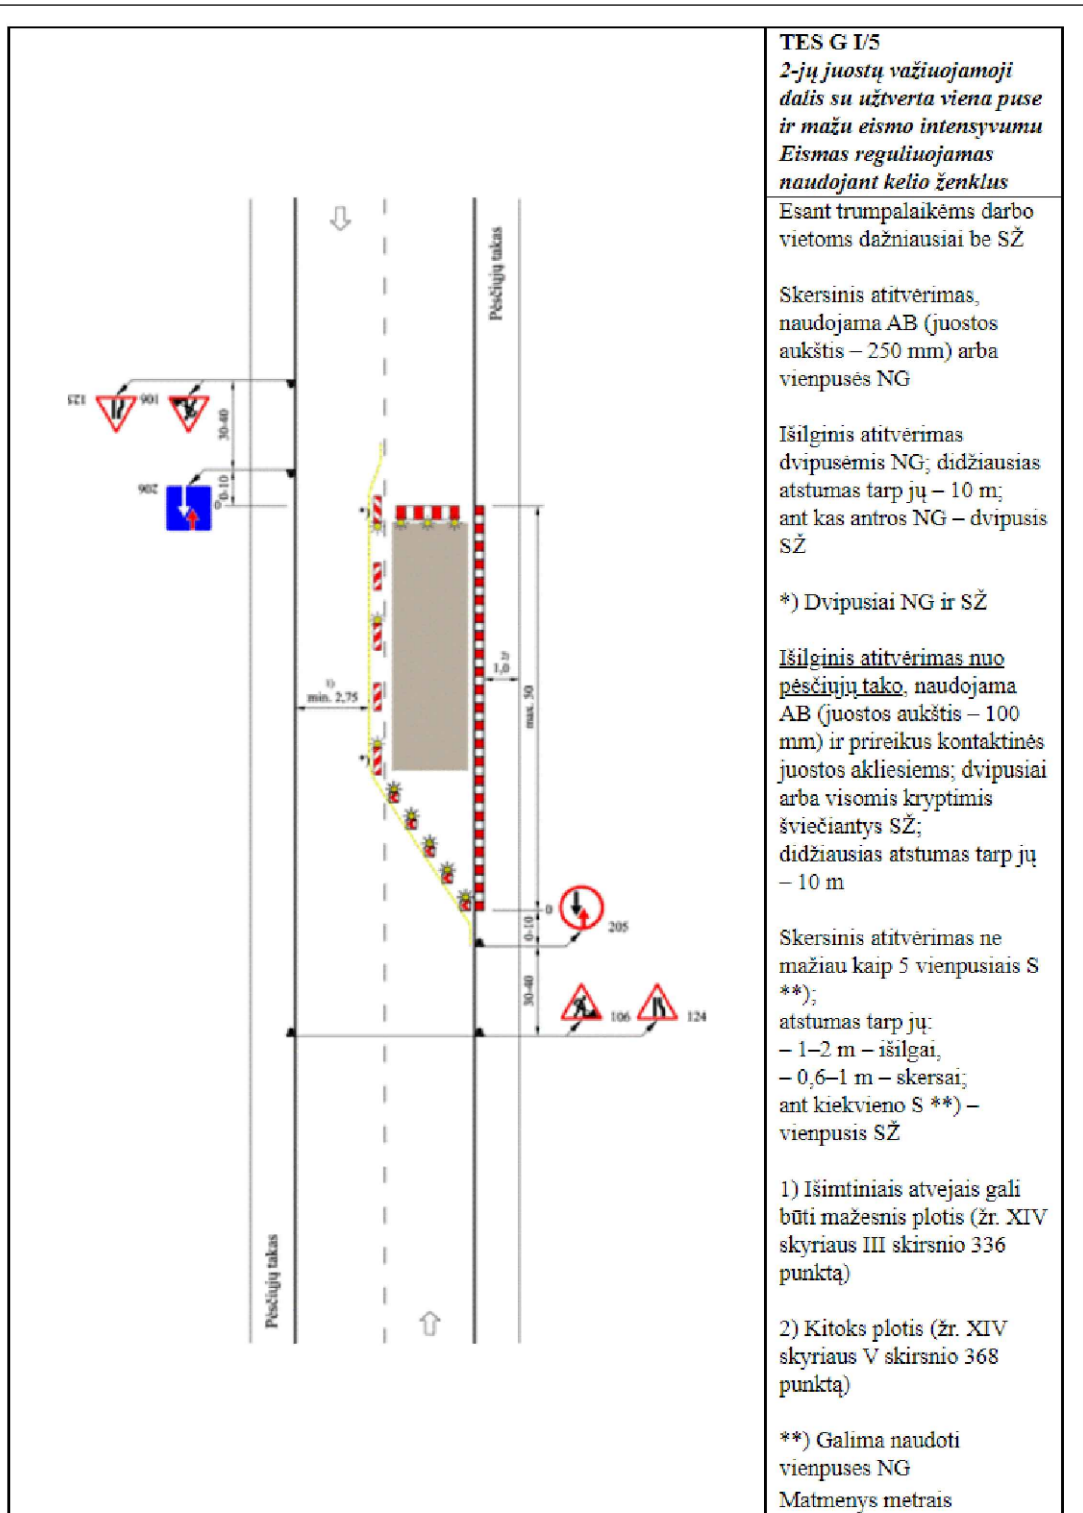 TES G I/5
2-jų juostų važiuojamoji
dalis su užtverta viena puse
ir mažu eismo intensyvumu
Eismas reguliuojamas
naudojant kelio ženklus
Esant trumpalaikėms darbo
vietoms dažniausiai be SŽ
Skersinis atitvėrimas,
naudojama AB (juostos
aukštis – 250 mm) arba
vienpusės NG
Išilginis atitvėrimas
dvipusėmis NG; didžiausias
atstumas tarp jų – 10 m;
ant kas antros NG – dvipusis
SŽ
*) Dvipusiai NG ir SŽ
Išilginis atitvėrimas nuo
pėsčiųjų tako, naudojama
AB (juostos aukštis – 100
mm) ir prireikus kontaktinės
juostos akliesiems; dvipusiai
arba visomis kryptimis
šviečiantys SŽ;
didžiausias atstumas tarp jų
– 10 m
Skersinis atitvėrimas ne
mažiau kaip 5 vienpusiais S
**);
atstumas tarp jų:
– 1–2 m – išilgai,
– 0,6–1 m – skersai;
ant kiekvieno S **) –
vienpusis SŽ
1) Išimtiniais atvejais gali
būti mažesnis plotis (žr. XIV
skyriaus III skirsnio 336
punktą)
2) Kitoks plotis (žr. XIV
skyriaus V skirsnio 368
punktą)
**) Galima naudoti
vienpuses NG
Matmenys metrais
Pėsčiųjų takas
125
106
30-40
206
0-10
0
*)
1)
min. 2,75
2)
1,0
max. 50
*)
0
205
0-10
30-40
106
124
Pėsčiųjų takas